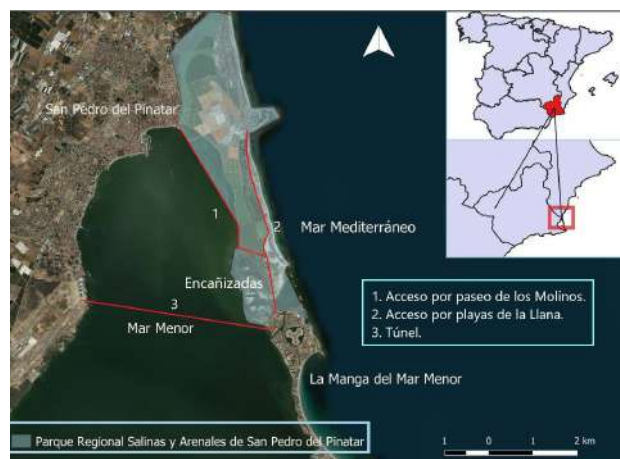 San Pedro del Pinatar
1
2
Mar Mediterráneo
Encañizadas
3
Mar Menor
1. Acceso por paseo de los Molinos.
2. Acceso por playas de la Llana.
3. Túnel.
La Manga del Mar Menor
Parque Regional Salinas y Arenales de San Pedro del Pinatar
1 0 1 2 km